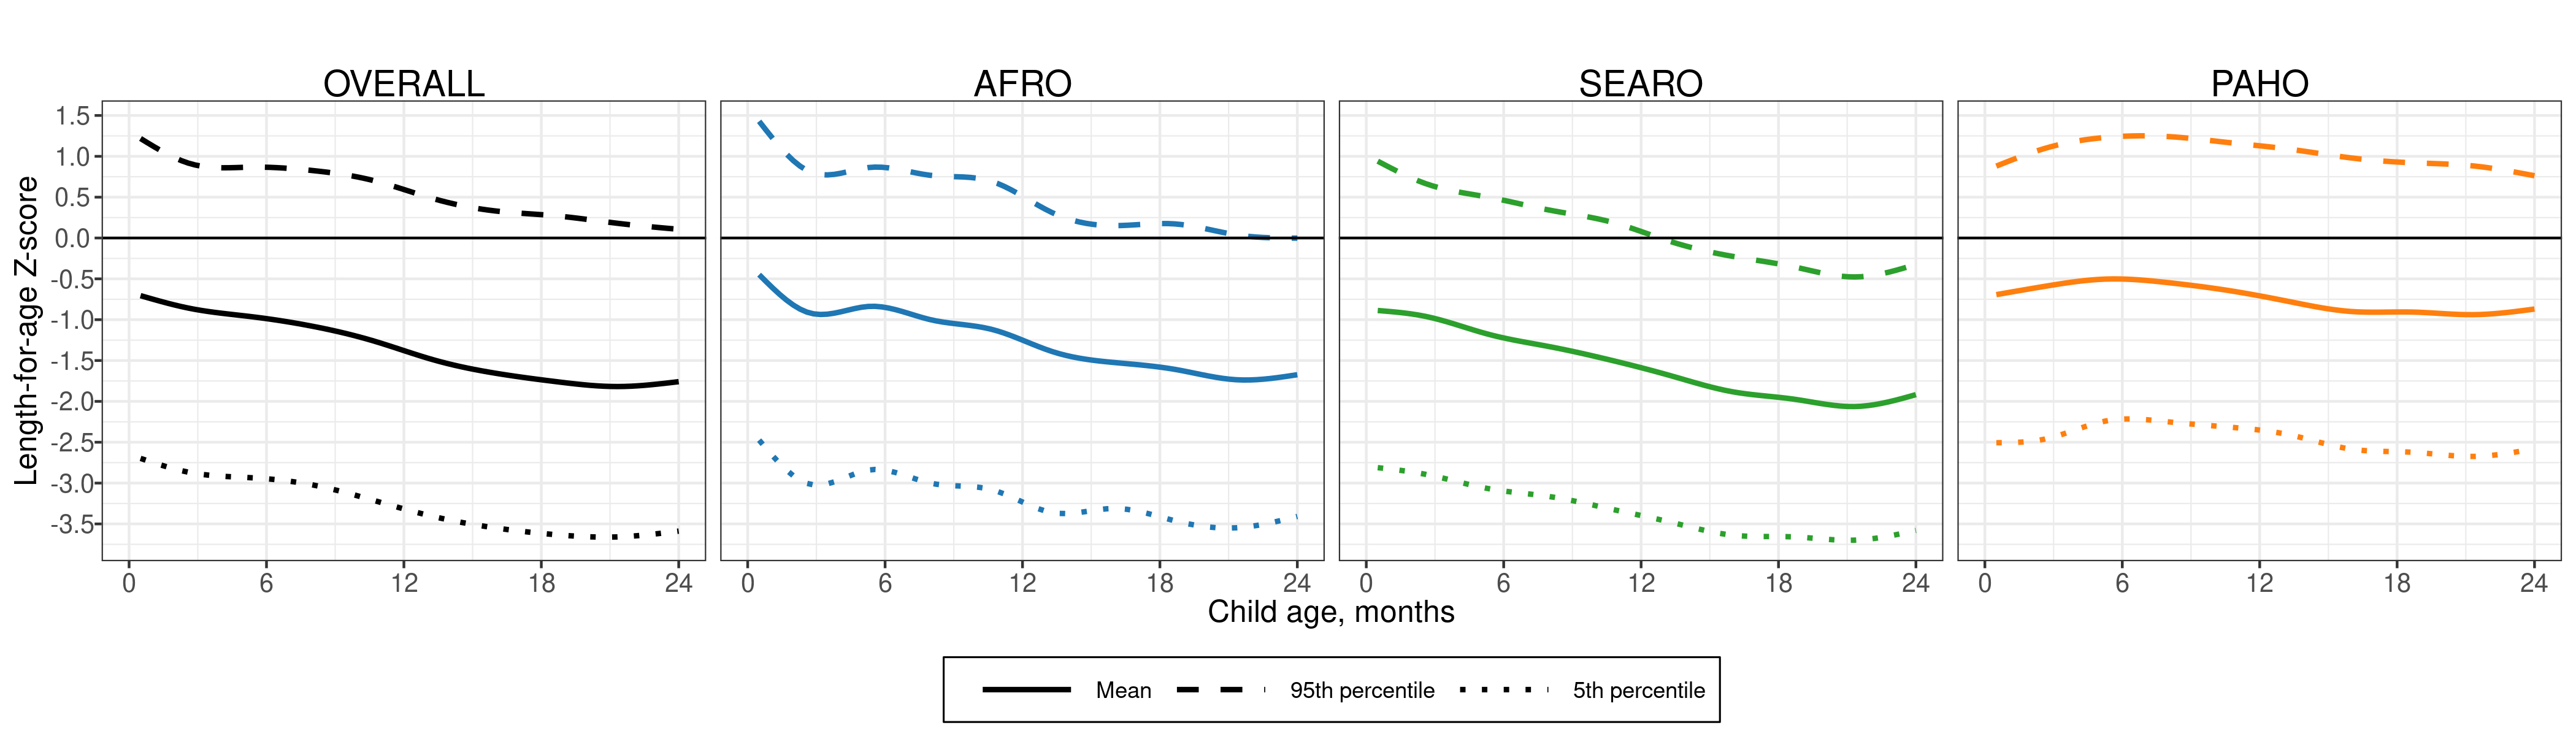 OVERALL AFRO SEARO PAHO
Length-for-age Z-score
1.5
1.0
0.5
0.0
-0.5
-1.0
-1.5
-2.0
-2.5
-3.0
-3.5
0 6 12 18 24 0 6 12 18 24 0 6 12 18 24 0 6 12 18 24
Child age, months
Mean 95th percentile 5th percentile